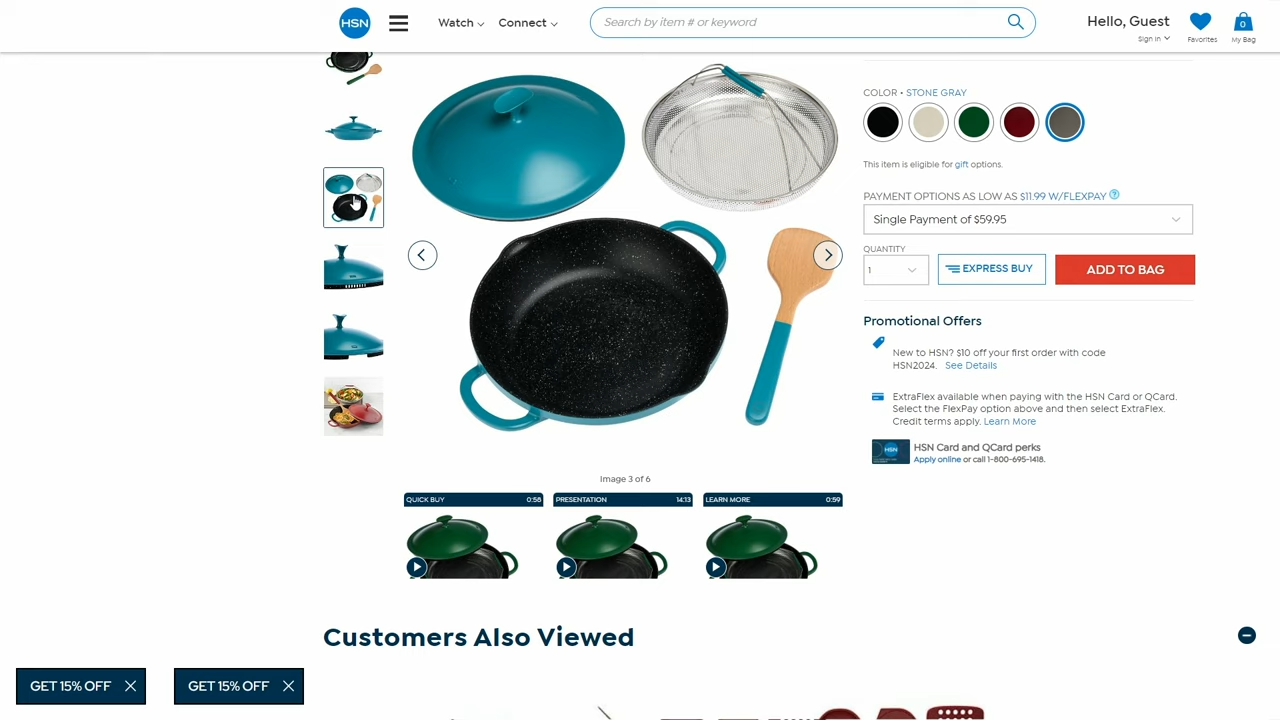 HSN
Watch
Connect
Search by item # or keyword
Hello, Guest
Sign in
Favorites
0
My Bag
COLOR • STONE GRAY
This item is eligible for gift options.
PAYMENT OPTIONS AS LOW AS $11.99 W/FLEXPAY ?
Single Payment of $59.95
QUANTITY
1
EXPRESS BUY
ADD TO BAG
Promotional Offers
New to HSN? $10 off your first order with code
HSN2024. See Details
ExtraFlex available when paying with the HSN Card or QCard.
Select the FlexPay option above and then select ExtraFlex.
Credit terms apply. Learn More
HSN
HSN Card and QCard perks
Apply online or call 1-800-695-1418.
Image 3 of 6
QUICK BUY 0:58
PRESENTATION 14:13
LEARN MORE 0:59
Customers Also Viewed
GET 15% OFF
GET 15% OFF